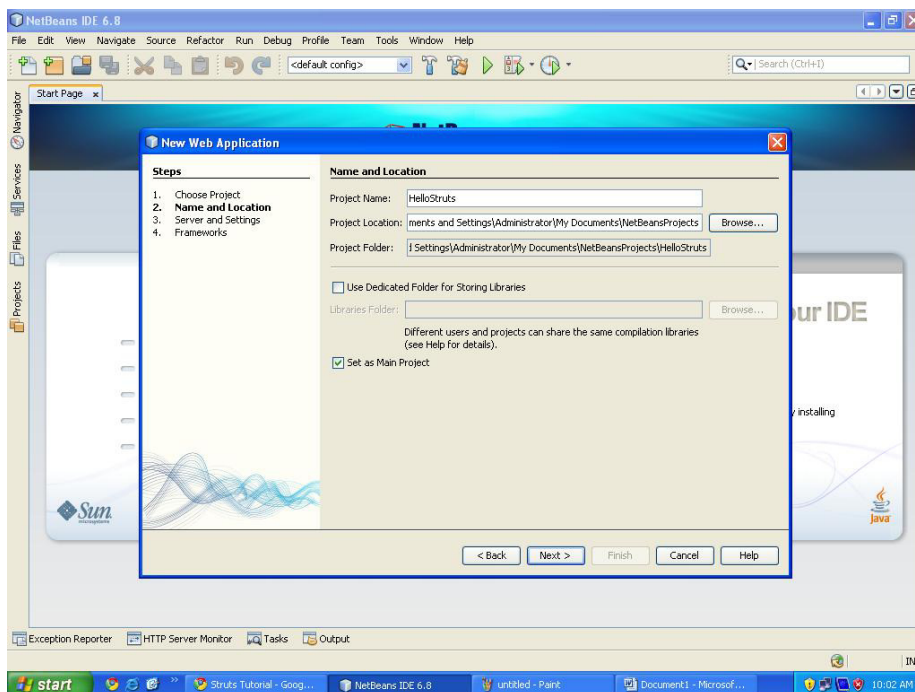 NetBeans IDE 6.8
File Edit View Navigate Source Refactor Run Debug Profile Team Tools Window Help
<default config>
Search (Ctrl+I)
Start Page
Navigator
Services
Files
Projects
New Web Application
Steps
1. Choose Project
2. Name and Location
3. Server and Settings
4. Frameworks
Name and Location
Project Name: HelloStruts
Project Location: ments and Settings\Administrator\My Documents\NetBeansProjects Browse...
Project Folder: Settings\Administrator\My Documents\NetBeansProjects\HelloStruts
Use Dedicated Folder for Storing Libraries
Libraries Folder: Browse...
Different users and projects can share the same compilation libraries
(see Help for details).
Set as Main Project
our IDE
installing
Sun
microsystems
Java
< Back Next > Finish Cancel Help
Exception Reporter HTTP Server Monitor Tasks Output
IN
start
Struts Tutorial - Goog...
NetBeans IDE 6.8
untitled - Paint
Document1 - Microsof...
10:02 AM